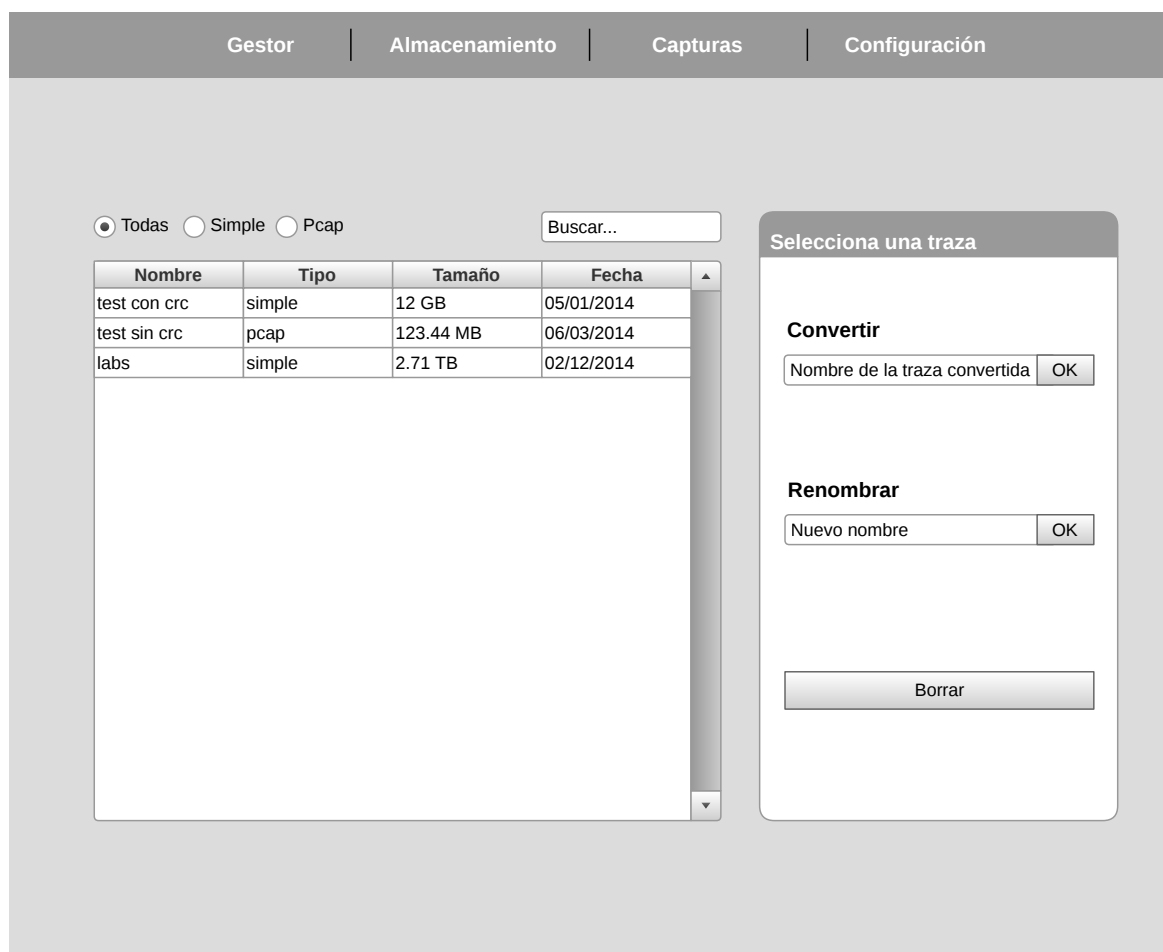 Gestor Almacenamiento Capturas Configuración
Todas Simple Pcap Buscar...
Nombre Tipo Tamaño Fecha
test con crc simple 12 GB 05/01/2014
test sin crc pcap 123.44 MB 06/03/2014
labs simple 2.71 TB 02/12/2014
Selecciona una traza
Convertir
Nombre de la traza convertida OK
Renombrar
Nuevo nombre OK
Borrar